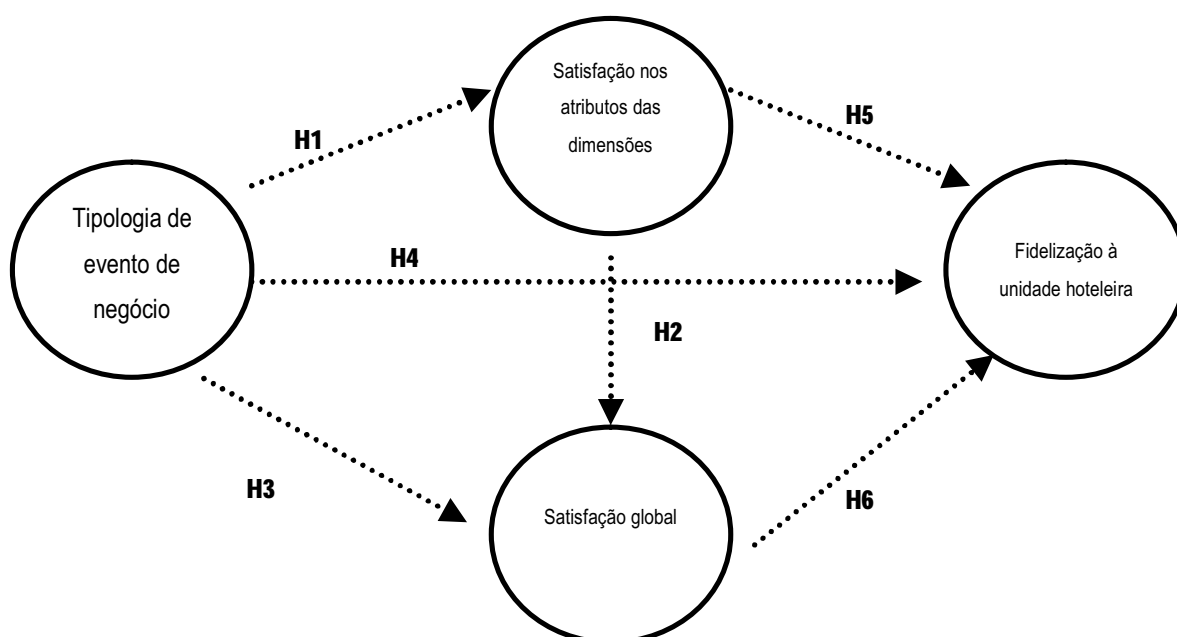 Satisfação nos
atributos das
dimensões
H1
H5
Tipologia de
evento de
negócio
H4
Fidelização à
unidade hoteleira
H2
H3
Satisfação global
H6